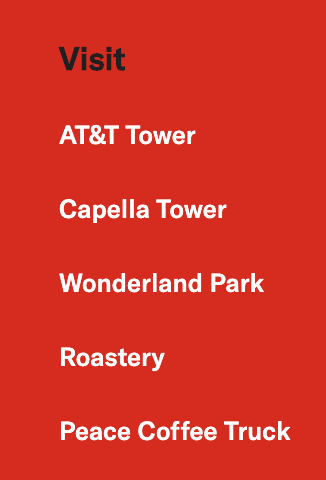 Visit
AT&T Tower
Capella Tower
Wonderland Park
Roastery
Peace Coffee Truck